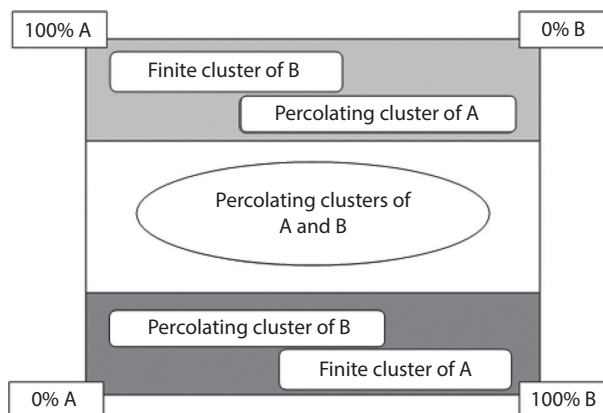 100% A
0% B
Finite cluster of B
Percolating cluster of A
Percolating clusters of
A and B
Percolating cluster of B
Finite cluster of A
0% A
100% B